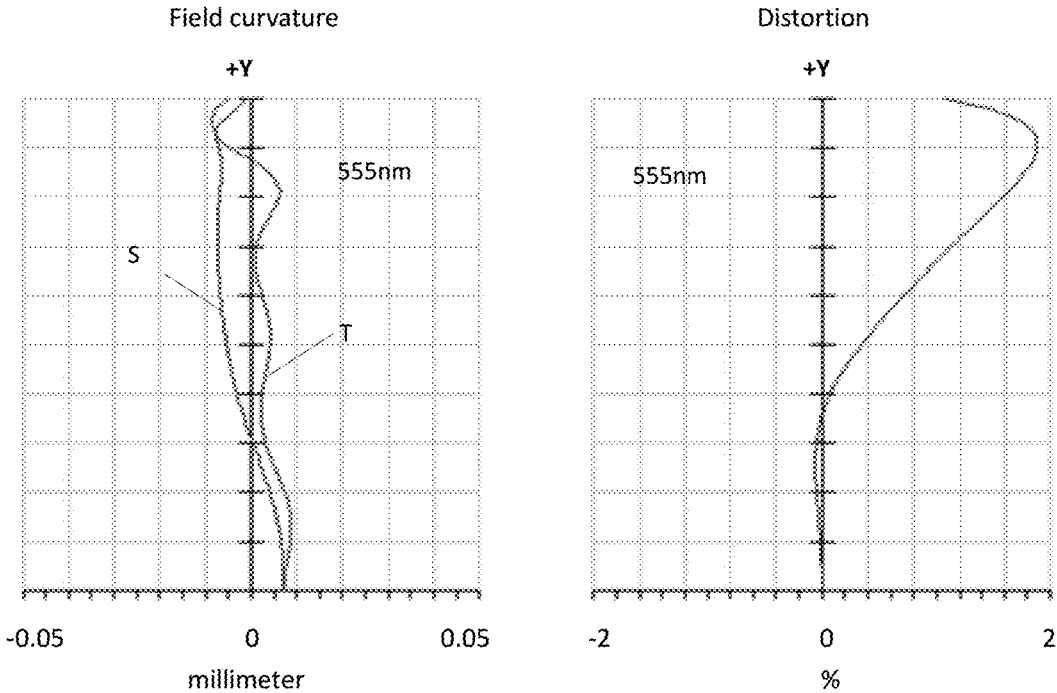 Field curvature
+Y
555nm
S
T
-0.05 0 0.05
millimeter
Distortion
+Y
555nm
-2 0 2
%